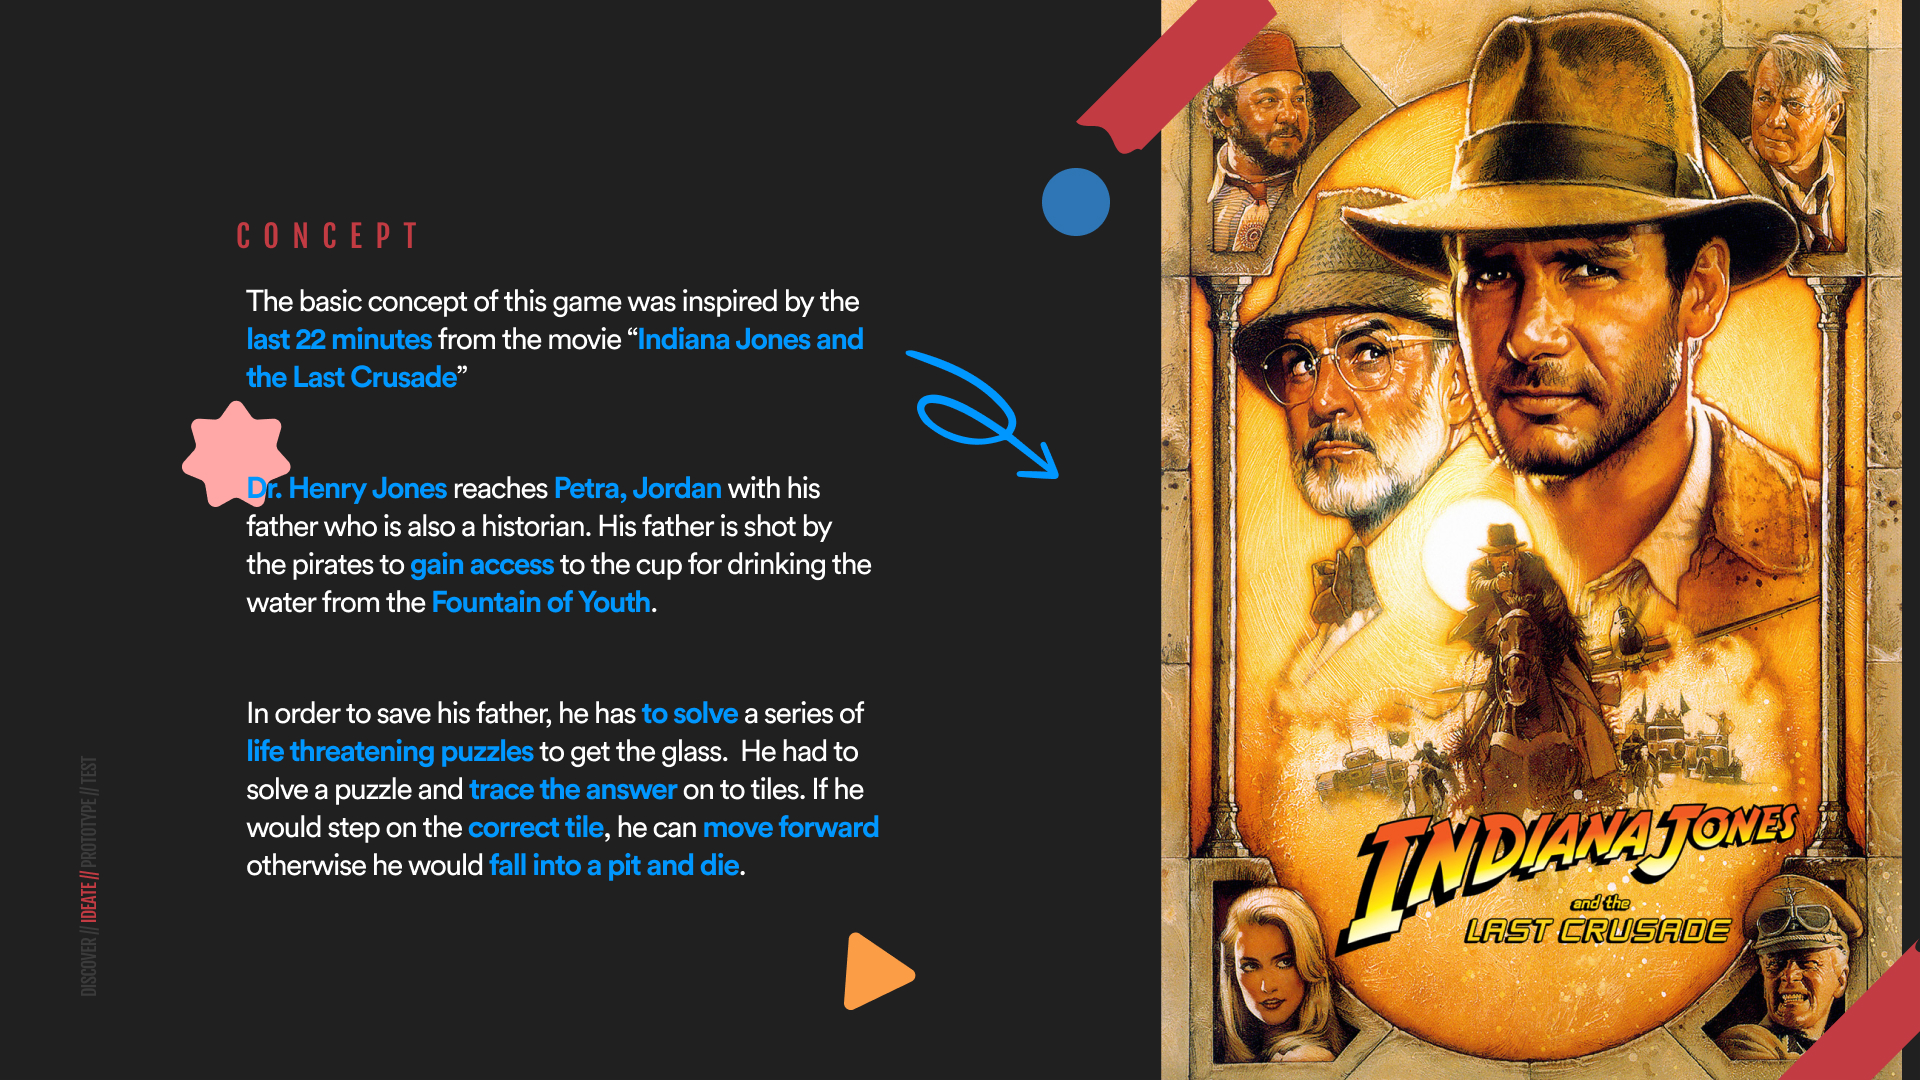 CONCEPT
The basic concept of this game was inspired by the
last 22 minutes from the movie “Indiana Jones and
the Last Crusade”
Dr. Henry Jones reaches Petra, Jordan with his
father who is also a historian. His father is shot by
the pirates to gain access to the cup for drinking the
water from the Fountain of Youth.
In order to save his father, he has to solve a series of
life threatening puzzles to get the glass.  He had to
solve a puzzle and trace the answer on to tiles. If he
would step on the correct tile, he can move forward
otherwise he would fall into a pit and die.
DISCOVER // IDEATE // PROTOTYPE // TEST
INDIANA JONES
and the
LAST CRUSADE